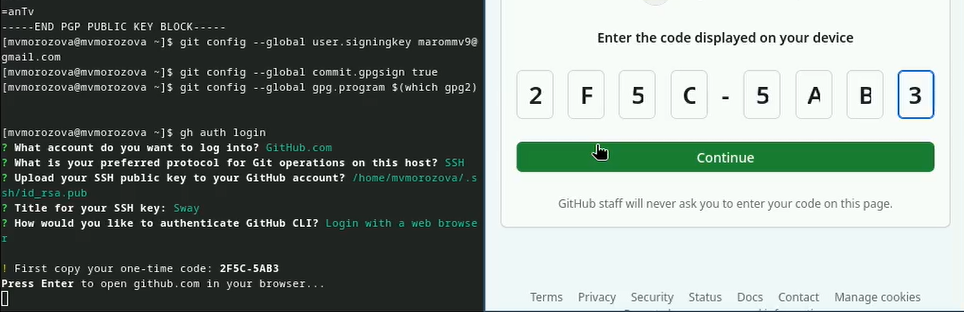 =anTv
-----END PGP PUBLIC KEY BLOCK-----
[mvmorozova@mvmorozova ~]$ git config --global user.signingkey marommv9@
gmail.com
[mvmorozova@mvmorozova ~]$ git config --global commit.gpgsign true
[mvmorozova@mvmorozova ~]$ git config --global gpg.program $(which gpg2)
[mvmorozova@mvmorozova ~]$ gh auth login
? What account do you want to log into? GitHub.com
? What is your preferred protocol for Git operations on this host? SSH
? Upload your SSH public key to your GitHub account? /home/mvmorozova/.s
sh/id_rsa.pub
? Title for your SSH key: Sway
? How would you like to authenticate GitHub CLI? Login with a web browse
r
! First copy your one-time code: 2F5C-5AB3
Press Enter to open github.com in your browser...
Enter the code displayed on your device
2 F 5 C - 5 A B 3
Continue
GitHub staff will never ask you to enter your code on this page.
Terms Privacy Security Status Docs Contact Manage cookies